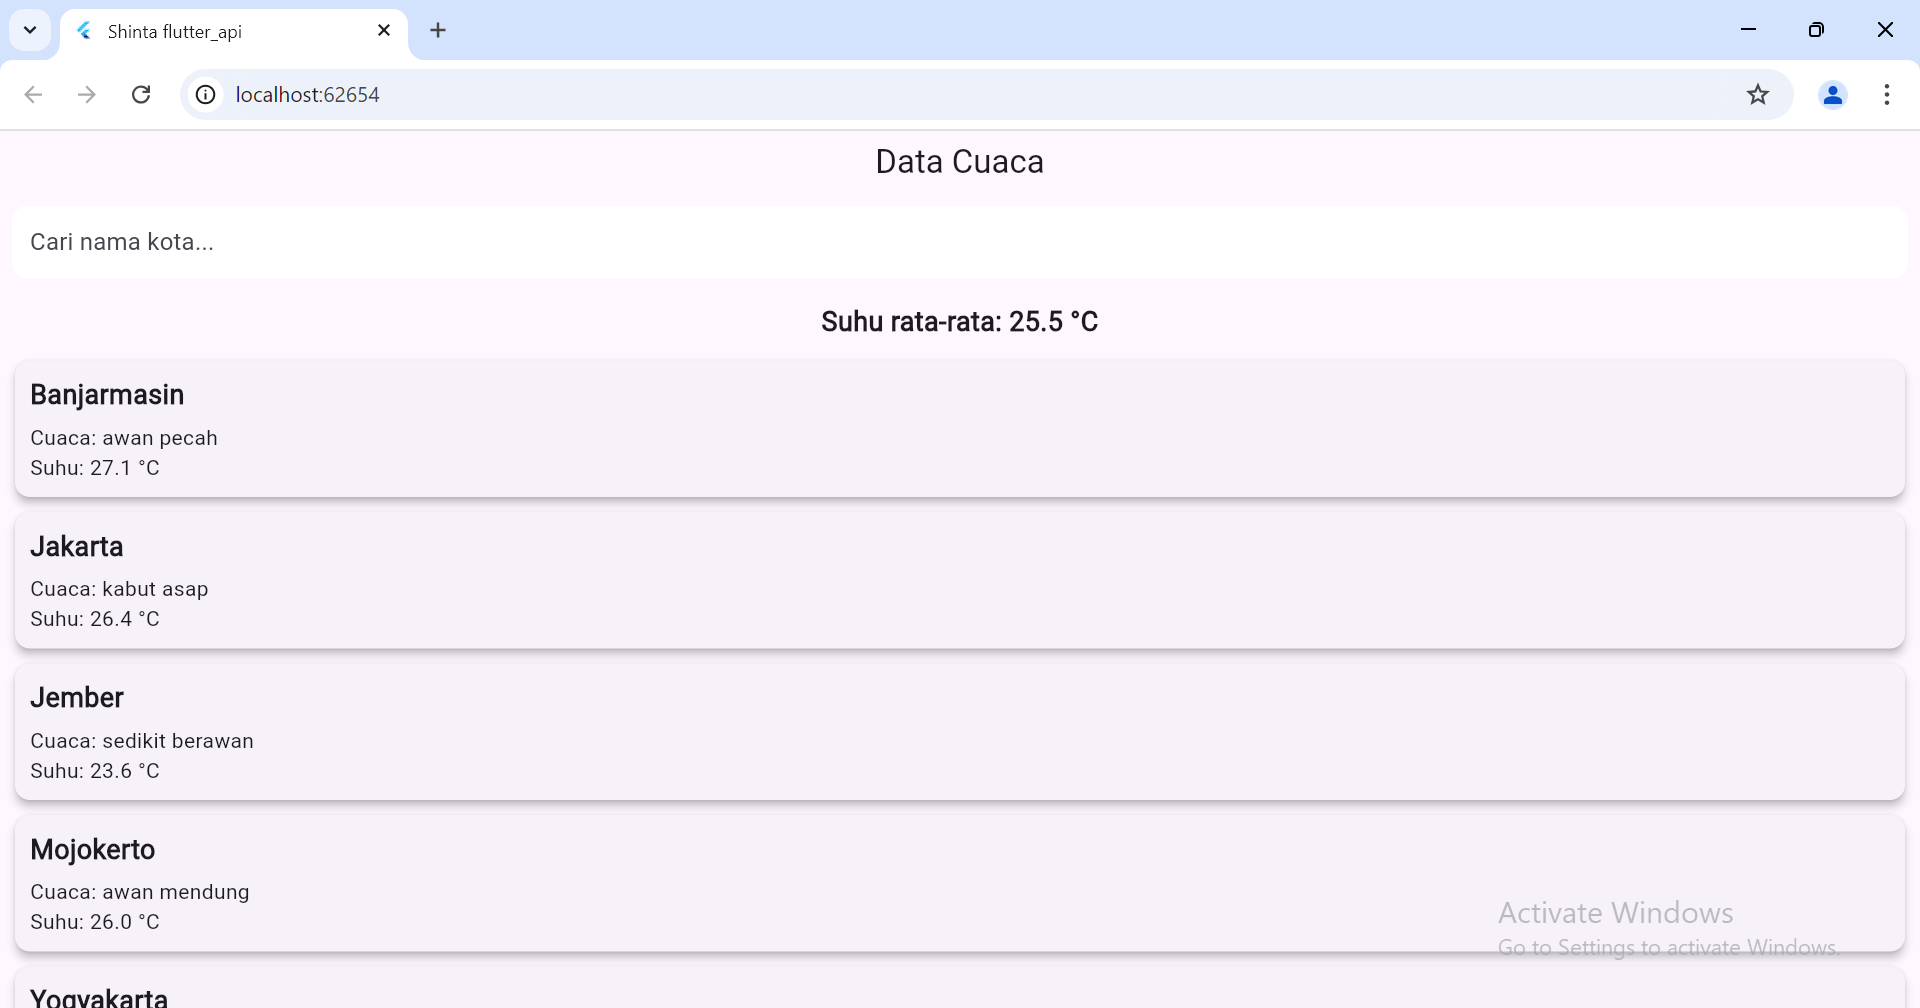 Shinta flutter_api
localhost:62654
Data Cuaca
Cari nama kota...
Suhu rata-rata: 25.5 °C
Banjarmasin
Cuaca: awan pecah
Suhu: 27.1 °C
Jakarta
Cuaca: kabut asap
Suhu: 26.4 °C
Jember
Cuaca: sedikit berawan
Suhu: 23.6 °C
Mojokerto
Cuaca: awan mendung
Suhu: 26.0 °C
Activate Windows
Go to Settings to activate Windows.
Yogyakarta